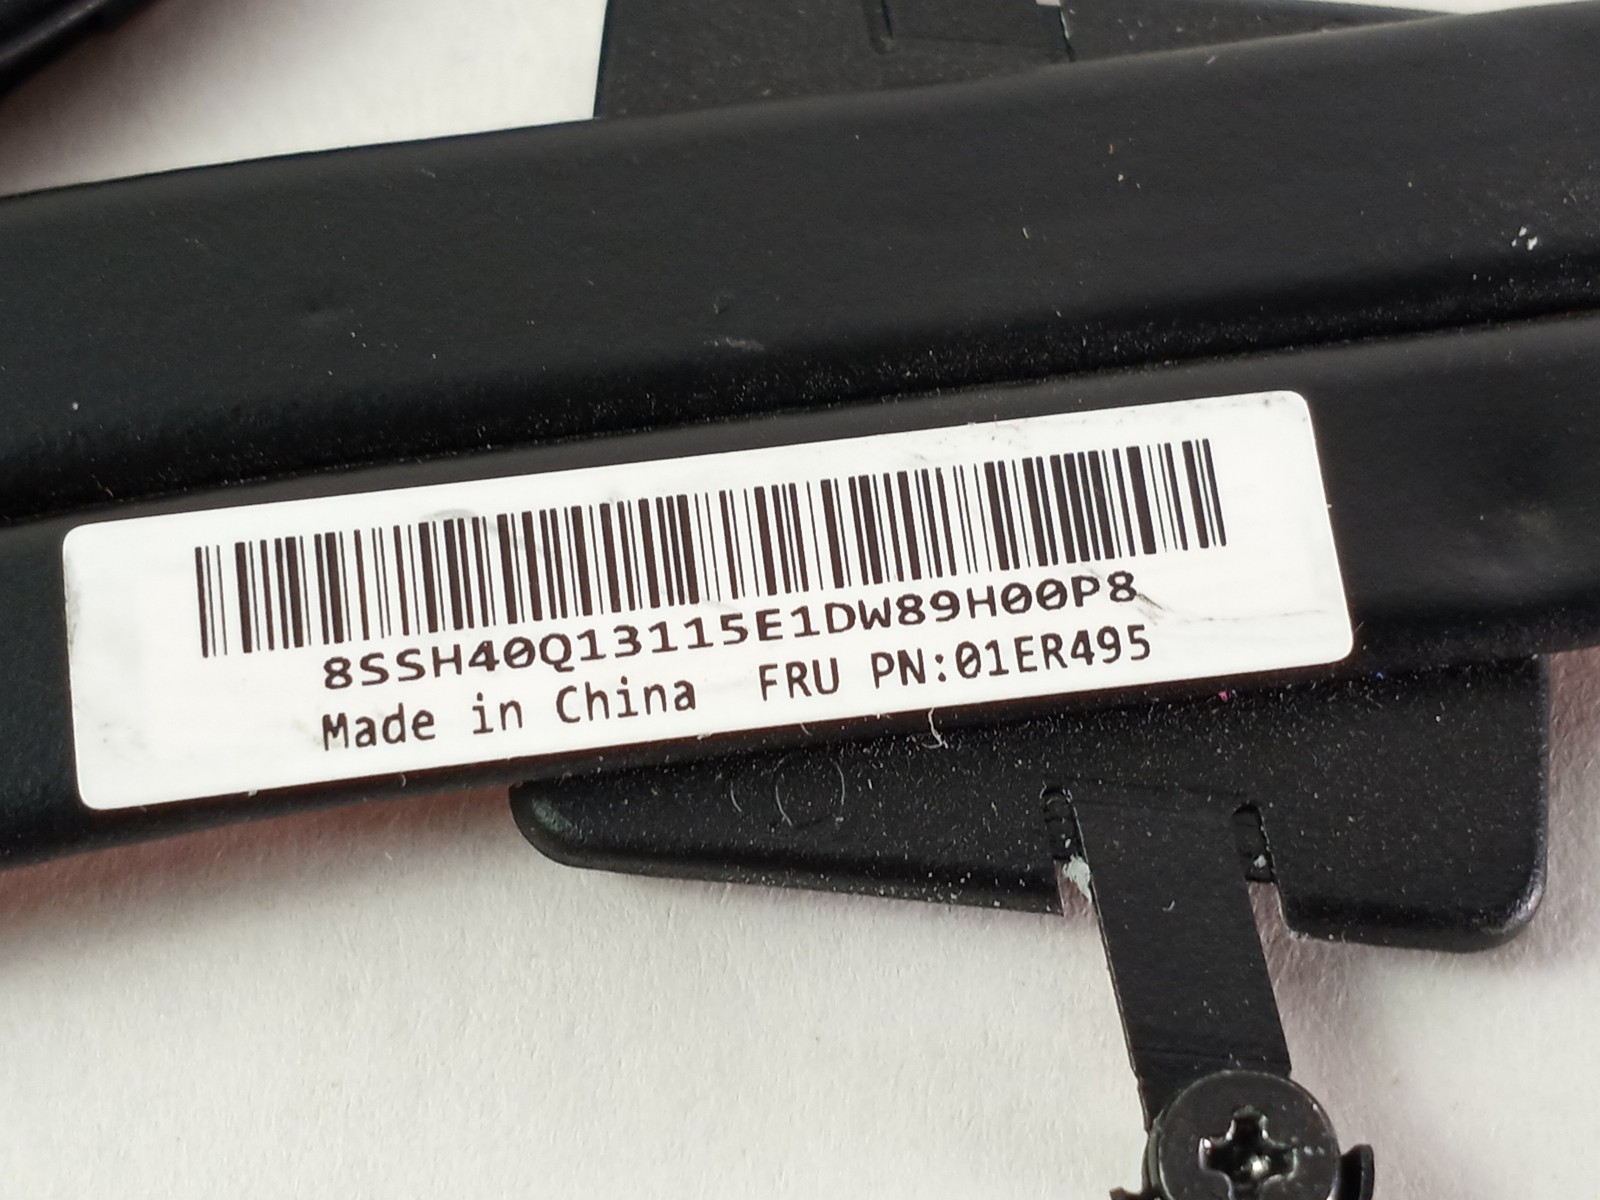 8SSH40Q13115E1DW89H00P8
Made in China FRU PN:01ER495